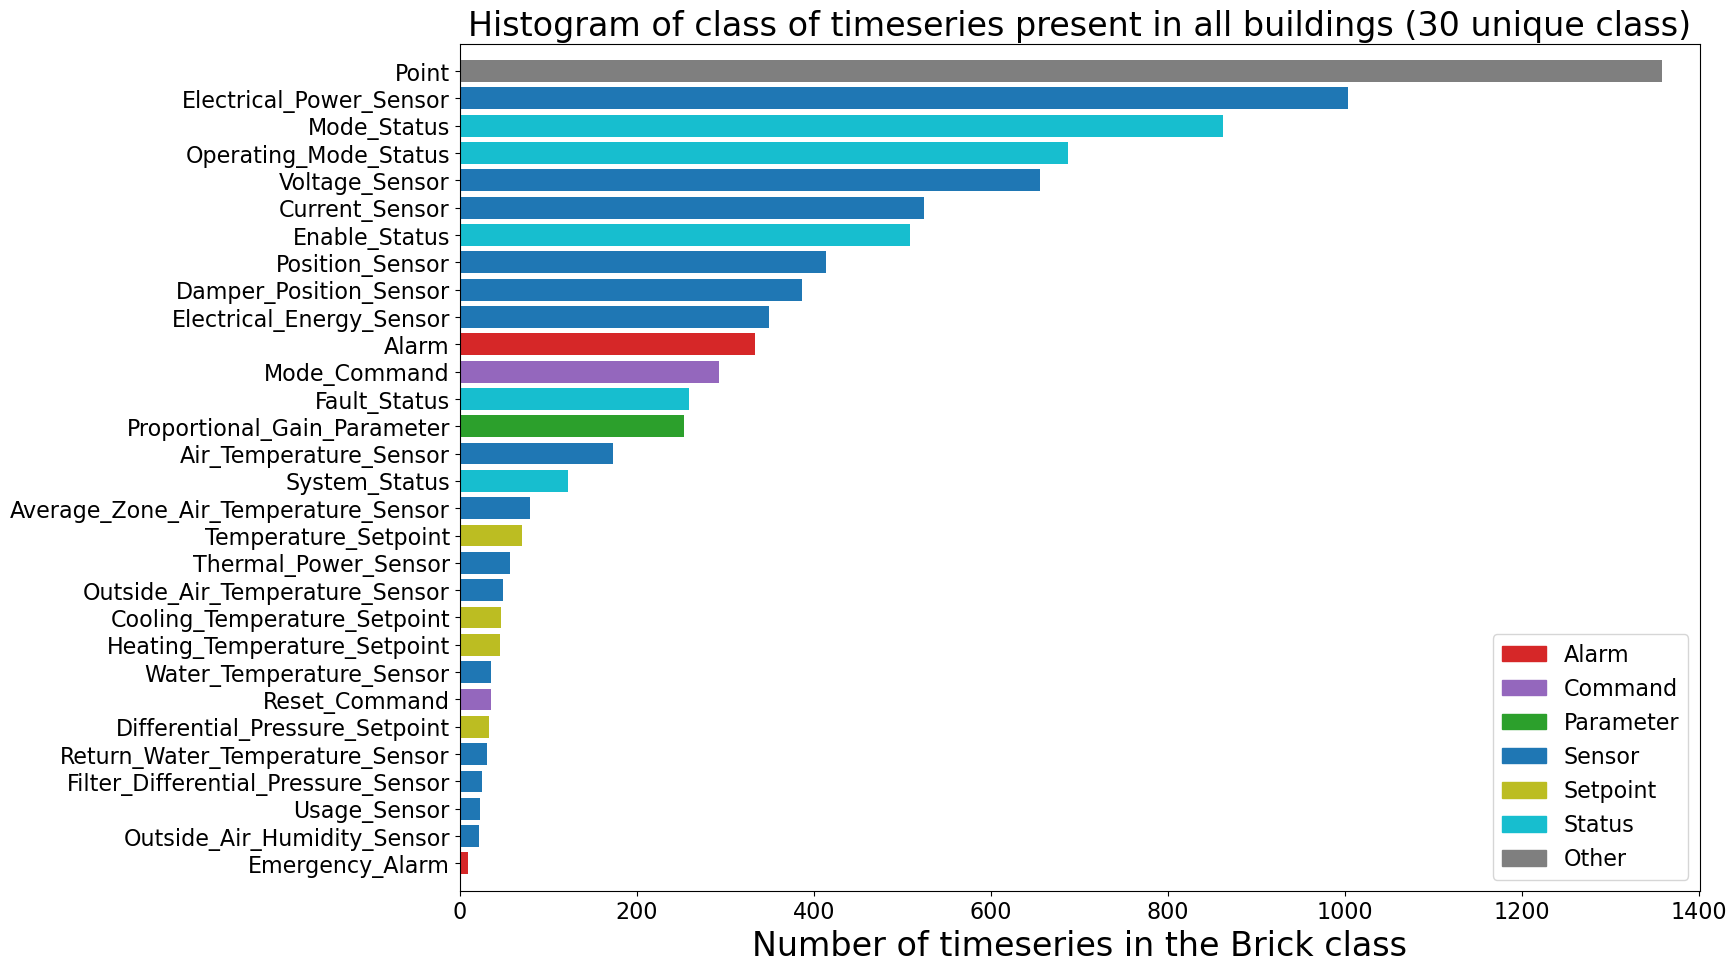 Histogram of class of timeseries present in all buildings (30 unique class)
Point
Electrical_Power_Sensor
Mode_Status
Operating_Mode_Status
Voltage_Sensor
Current_Sensor
Enable_Status
Position_Sensor
Damper_Position_Sensor
Electrical_Energy_Sensor
Alarm
Mode_Command
Fault_Status
Proportional_Gain_Parameter
Air_Temperature_Sensor
System_Status
Average_Zone_Air_Temperature_Sensor
Temperature_Setpoint
Thermal_Power_Sensor
Outside_Air_Temperature_Sensor
Cooling_Temperature_Setpoint
Heating_Temperature_Setpoint
Water_Temperature_Sensor
Reset_Command
Differential_Pressure_Setpoint
Return_Water_Temperature_Sensor
Filter_Differential_Pressure_Sensor
Usage_Sensor
Outside_Air_Humidity_Sensor
Emergency_Alarm
Alarm
Command
Parameter
Sensor
Setpoint
Status
Other
0 200 400 600 800 1000 1200 1400
Number of timeseries in the Brick class